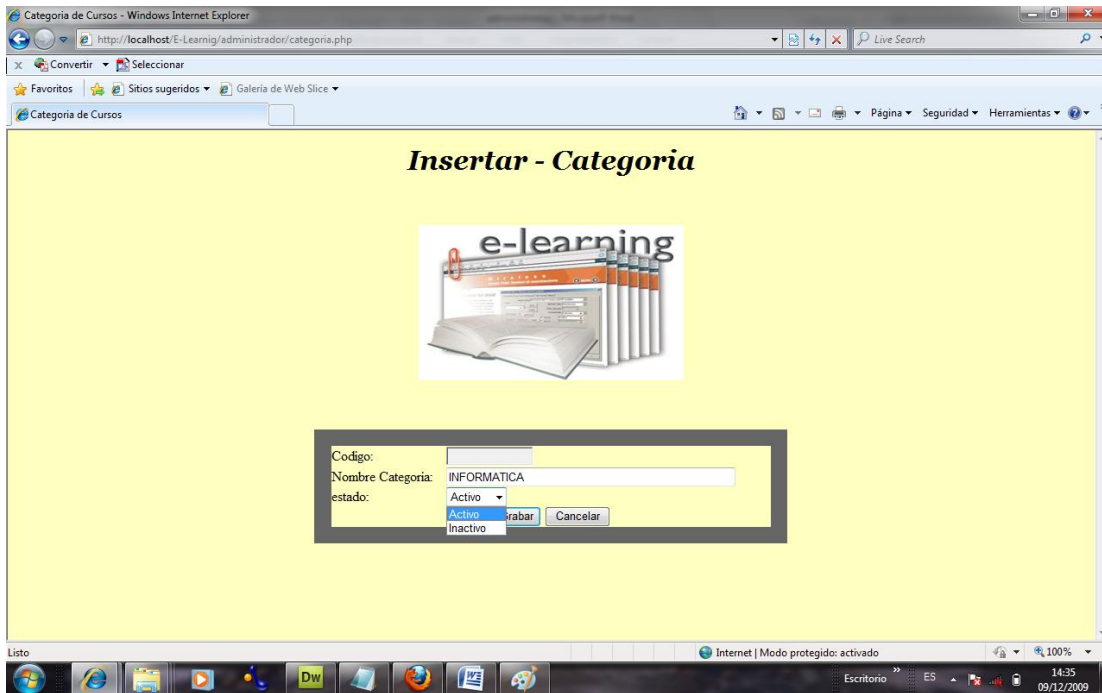 Categoria de Cursos - Windows Internet Explorer
http://localhost/E-Learnig/administrador/categoria.php
Live Search
x Convertir Seleccionar
Favoritos Sitios sugeridos Galería de Web Slice
Categoria de Cursos
Página Seguridad Herramientas
Insertar - Categoria
e-learning
Codigo:
Nombre Categoria: INFORMATICA
estado: Activo
Activo
Inactivo
rabar Cancelar
Listo
Internet | Modo protegido: activado
100%
Dw
Escritorio
ES
14:35
09/12/2009